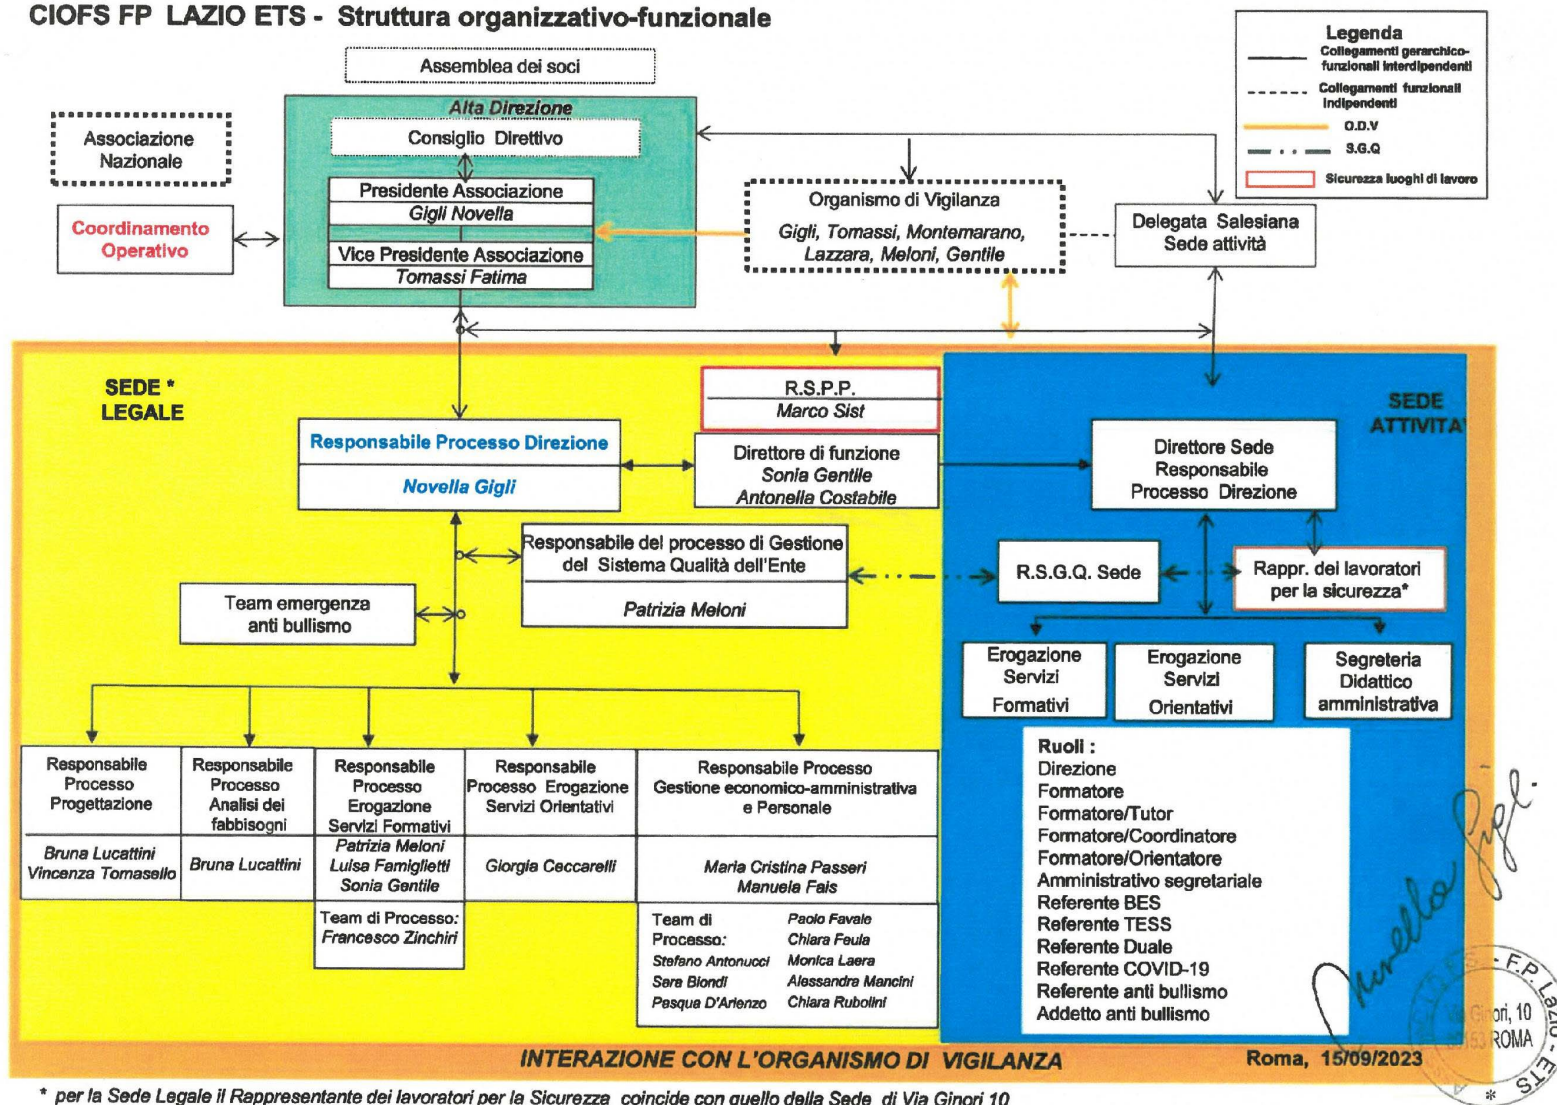 CIOFS FP LAZIO ETS - Struttura organizzativo-funzionale
Legenda
Collegamenti gerarchico-
funzionali interdipendenti
Collegamenti funzionali
indipendenti
O.D.V
S.G.Q
Sicurezza luoghi di lavoro
Assemblea dei soci
Alta Direzione
Consiglio Direttivo
Presidente Associazione
Gigli Novella
Vice Presidente Associazione
Tomassi Fatima
Associazione
Nazionale
Coordinamento
Operativo
Organismo di Vigilanza
Gigli, Tomassi, Montemarano,
Lazzara, Meloni, Gentile
Delegata Salesiana
Sede attività
SEDE *
LEGALE
R.S.P.P.
Marco Sist
SEDE
ATTIVITA'
Responsabile Processo Direzione
Novella Gigli
Direttore di funzione
Sonia Gentile
Antonella Costabile
Direttore Sede
Responsabile
Processo Direzione
Responsabile del processo di Gestione
del Sistema Qualità dell'Ente
Patrizia Meloni
R.S.G.Q. Sede
Rappr. dei lavoratori
per la sicurezza*
Team emergenza
anti bullismo
Erogazione
Servizi
Formativi
Erogazione
Servizi
Orientativi
Segreteria
Didattico
amministrativa
Responsabile
Processo
Progettazione
Bruna Lucattini
Vincenza Tomasello
Responsabile
Processo
Analisi dei
fabbisogni
Bruna Lucattini
Responsabile
Processo
Erogazione
Servizi Formativi
Patrizia Meloni
Luisa Famiglietti
Sonia Gentile
Team di Processo:
Francesco Zinchiri
Responsabile
Processo Erogazione
Servizi Orientativi
Giorgia Ceccarelli
Responsabile Processo
Gestione economico-amministrativa
e Personale
Maria Cristina Passeri
Manuela Fais
Team di
Processo:
Stefano Antonucci
Sara Biondi
Pasqua D'Arienzo
Paolo Favale
Chiara Feula
Monica Laera
Alessandra Mancini
Chiara Rubolini
Ruoli :
Direzione
Formatore
Formatore/Tutor
Formatore/Coordinatore
Formatore/Orientatore
Amministrativo segretariale
Referente BES
Referente TESS
Referente Duale
Referente COVID-19
Referente anti bullismo
Addetto anti bullismo
Novella Gigli
F.P. Lazio - ETS *
Via Ginori, 10
ROMA
INTERAZIONE CON L'ORGANISMO DI VIGILANZA
Roma, 15/09/2023
* per la Sede Legale il Rappresentante dei lavoratori per la Sicurezza coincide con quello della Sede di Via Ginori 10